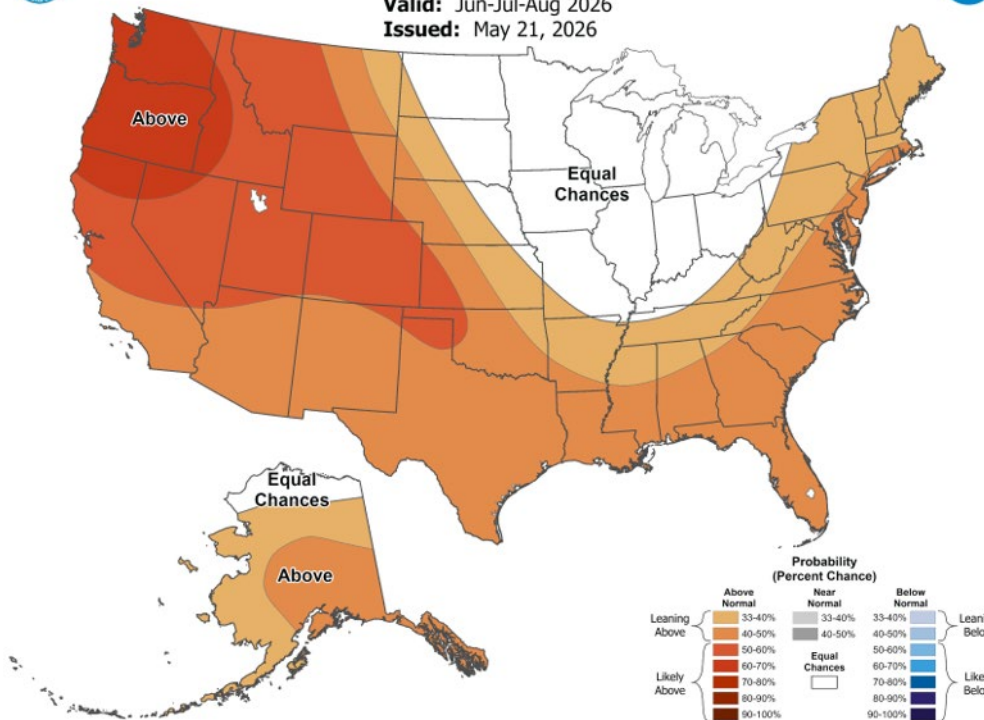 Valid: Jun-Jul-Aug 2026
Issued: May 21, 2026
Above
Equal
Chances
Equal
Chances
Above
Probability
(Percent Chance)
Above
Normal
Near
Normal
Below
Normal
Leaning
Above
33-40%
40-50%
33-40%
40-50%
33-40%
40-50%
Likely
Above
50-60%
60-70%
70-80%
80-90%
90-100%
Equal
Chances
50-60%
60-70%
70-80%
80-90%
90-100%